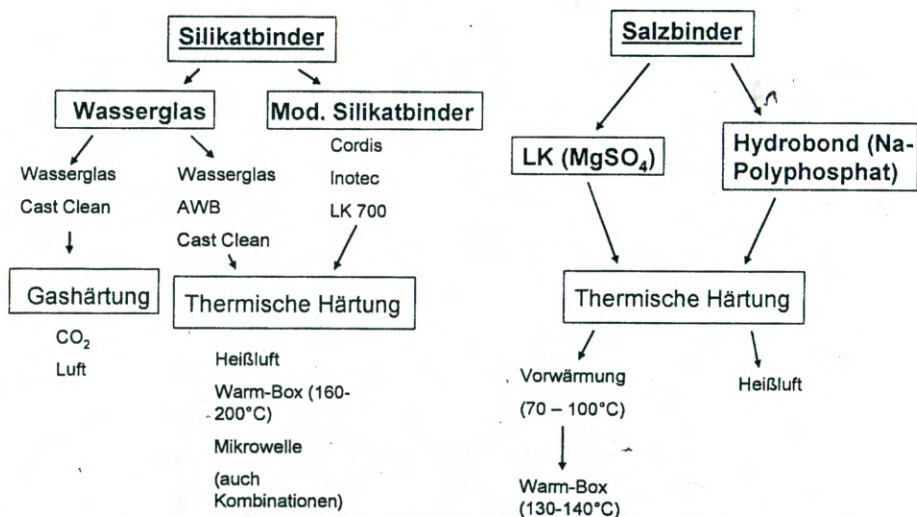 Silikatbinder
Wasserglas
Mod. Silikatbinder
Wasserglas
Cast Clean
Wasserglas
AWB
Cast Clean
Cordis
Inotec
LK 700
Gashärtung
CO₂
Luft
Thermische Härtung
Heißluft
Warm-Box (160-
200°C)
Mikrowelle
(auch
Kombinationen)
Salzbinder
LK (MgSO₄)
Hydrobond (Na-
Polyphosphat)
Thermische Härtung
Vorwärmung
(70 – 100°C)
Warm-Box
(130-140°C)
Heißluft